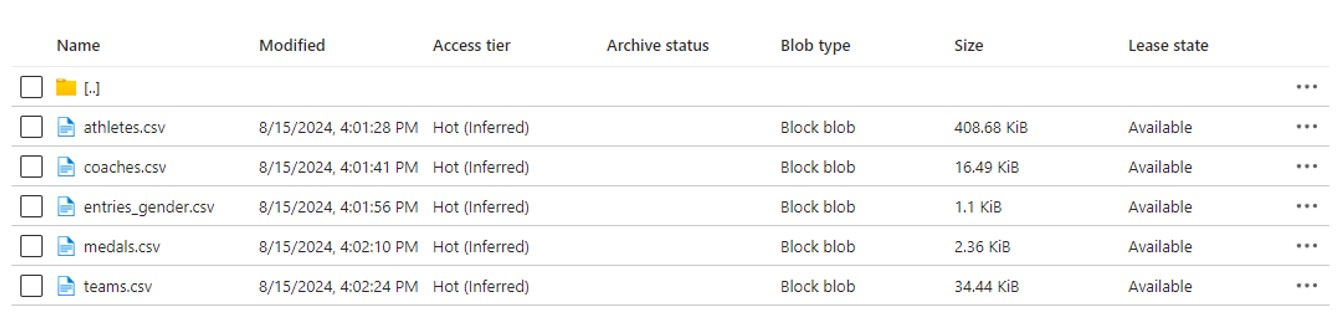 Name Modified Access tier Archive status Blob type Size Lease state
[..]
athletes.csv 8/15/2024, 4:01:28 PM Hot (Inferred) Block blob 408.68 KiB Available
coaches.csv 8/15/2024, 4:01:41 PM Hot (Inferred) Block blob 16.49 KiB Available
entries_gender.csv 8/15/2024, 4:01:56 PM Hot (Inferred) Block blob 1.1 KiB Available
medals.csv 8/15/2024, 4:02:10 PM Hot (Inferred) Block blob 2.36 KiB Available
teams.csv 8/15/2024, 4:02:24 PM Hot (Inferred) Block blob 34.44 KiB Available